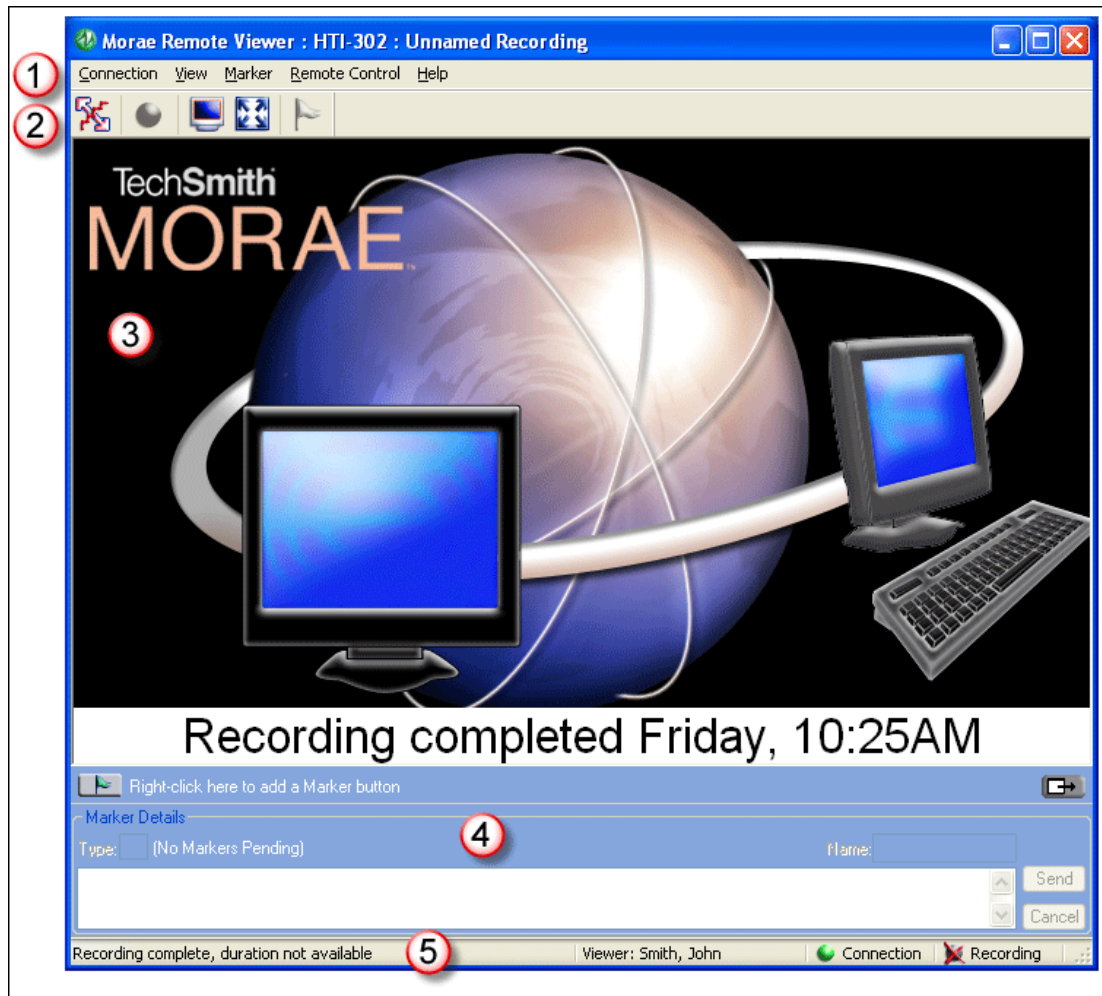 Morae Remote Viewer : HTI-302 : Unnamed Recording
1
Connection View Marker Remote Control Help
2
TechSmith
MORAE™
3
Recording completed Friday, 10:25AM
Right-click here to add a Marker button
Marker Details
4
Type: (No Markers Pending) Name:
Send
Cancel
Recording complete, duration not available
5
Viewer: Smith, John
Connection
Recording